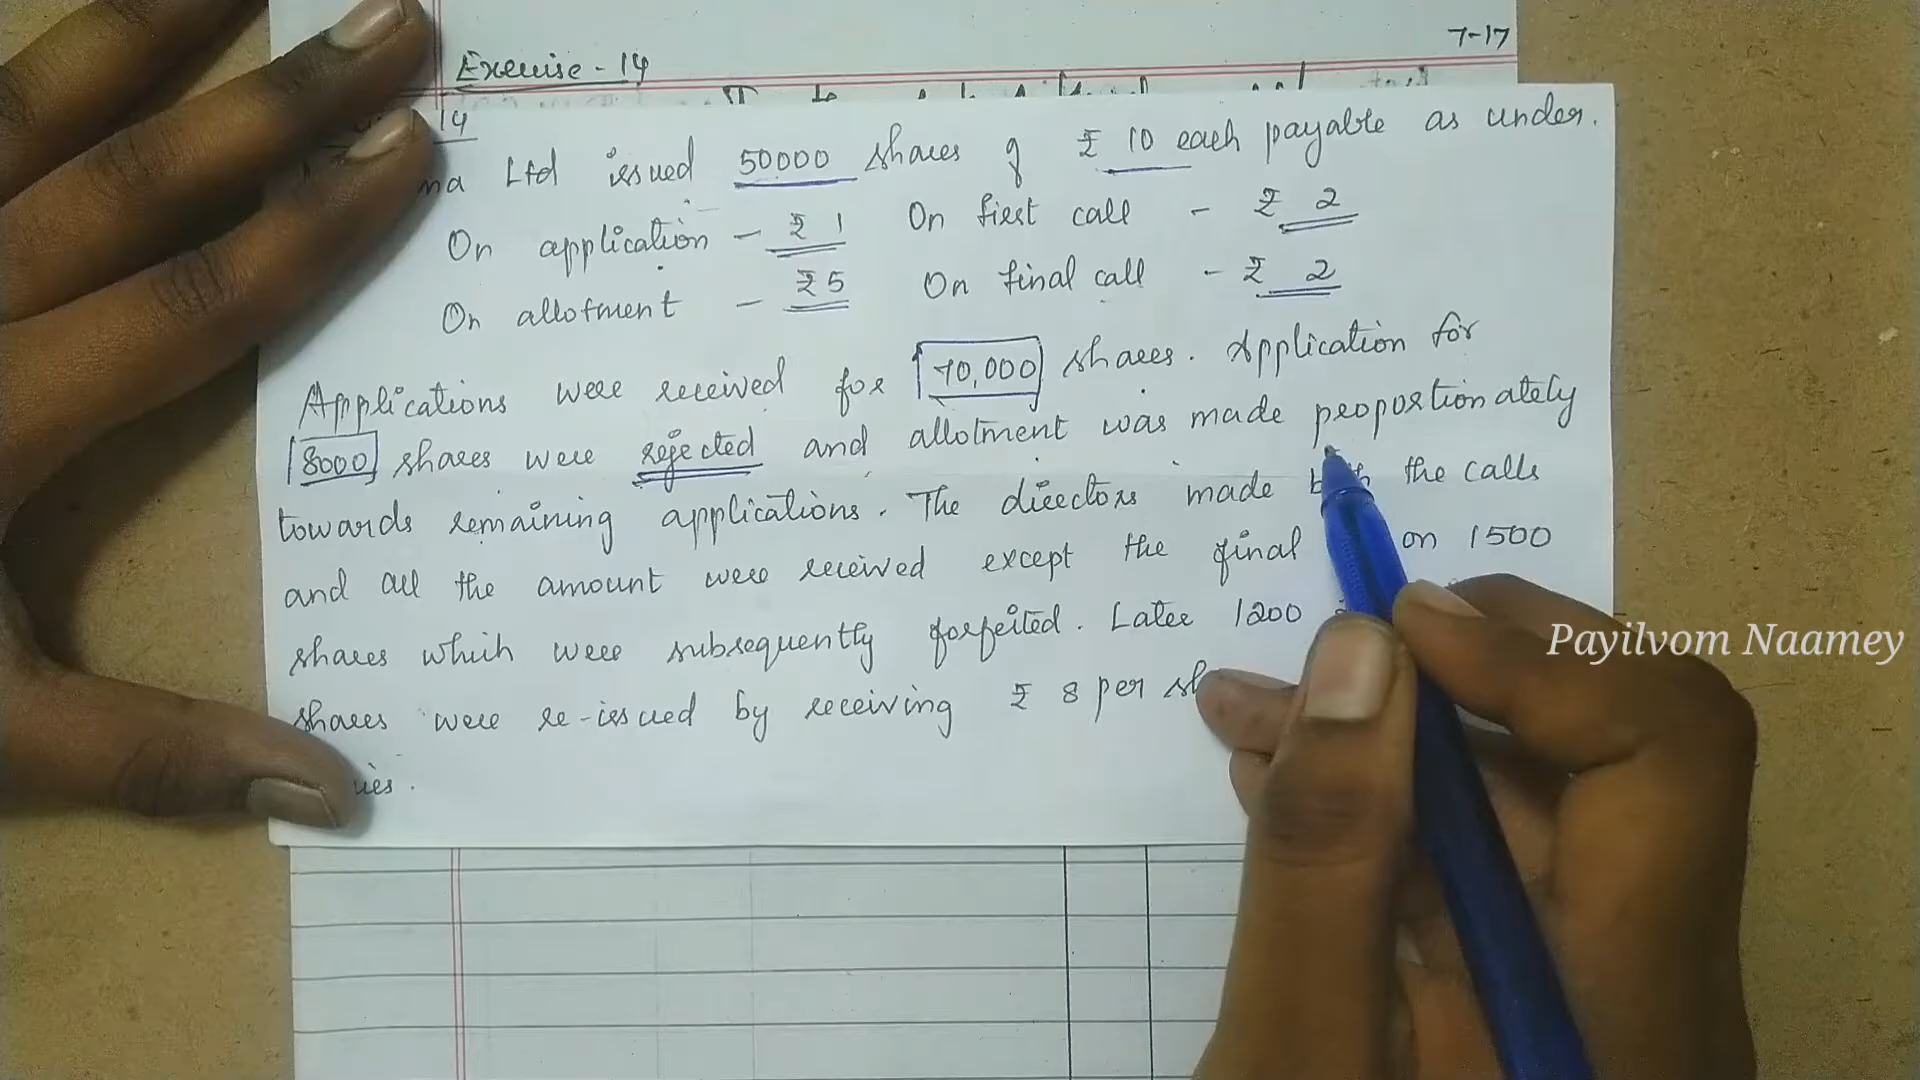 7-17
Exercise - 14
14
Ltd issued 50000 shares of ₹ 10 each payable as under.
On application - ₹ 1 On first call - ₹ 2
On allotment - ₹5 On final call - ₹ 2
Applications were received for 70,000 shares. Application for
8000 shares were rejected and allotment was made proportionately
towards remaining applications. The directors made the calls
and all the amount were received except the final on 1500
shares which were subsequently forfeited. Later 1200
shares were re-issued by receiving ₹ 8 per
Payilvom Naamey